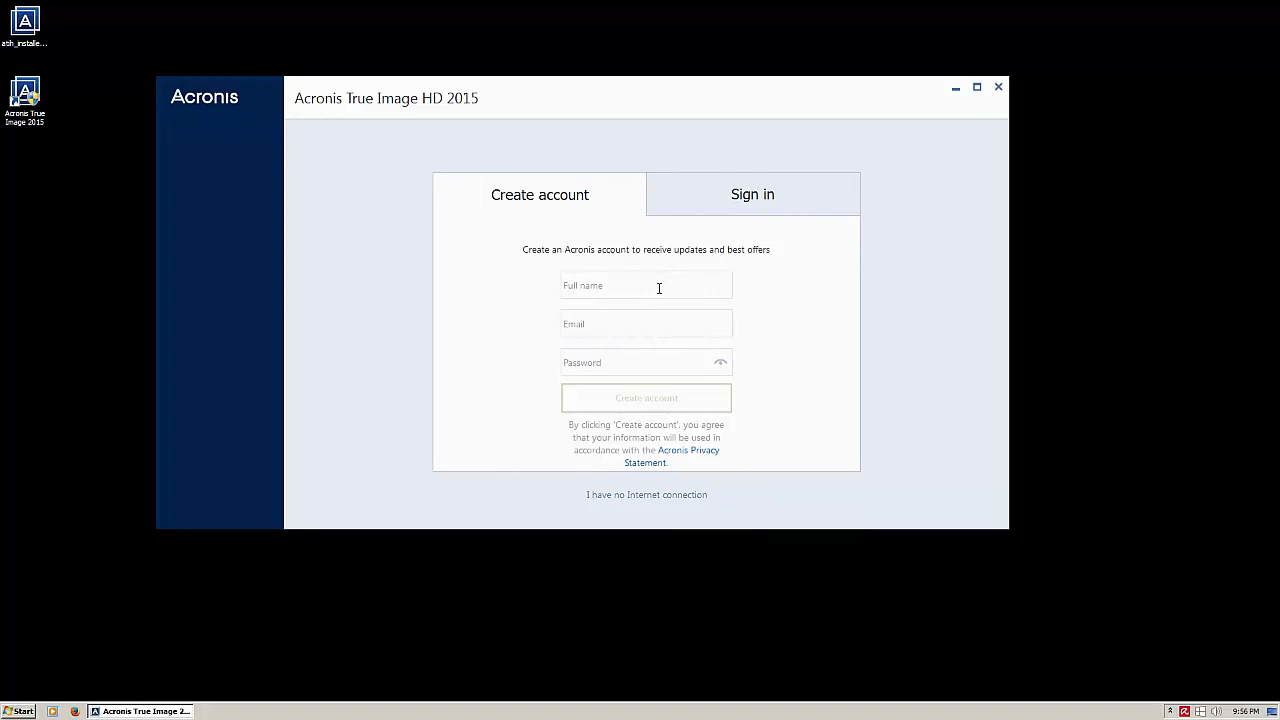 ath_installe...
Acronis True
Image 2015
Acronis
Acronis True Image HD 2015
Create account
Sign in
Create an Acronis account to receive updates and best offers
Full name
Email
Password
Create account
By clicking 'Create account', you agree
that your information will be used in
accordance with the Acronis Privacy
Statement.
I have no Internet connection
Start
Acronis True Image 2...
9:56 PM